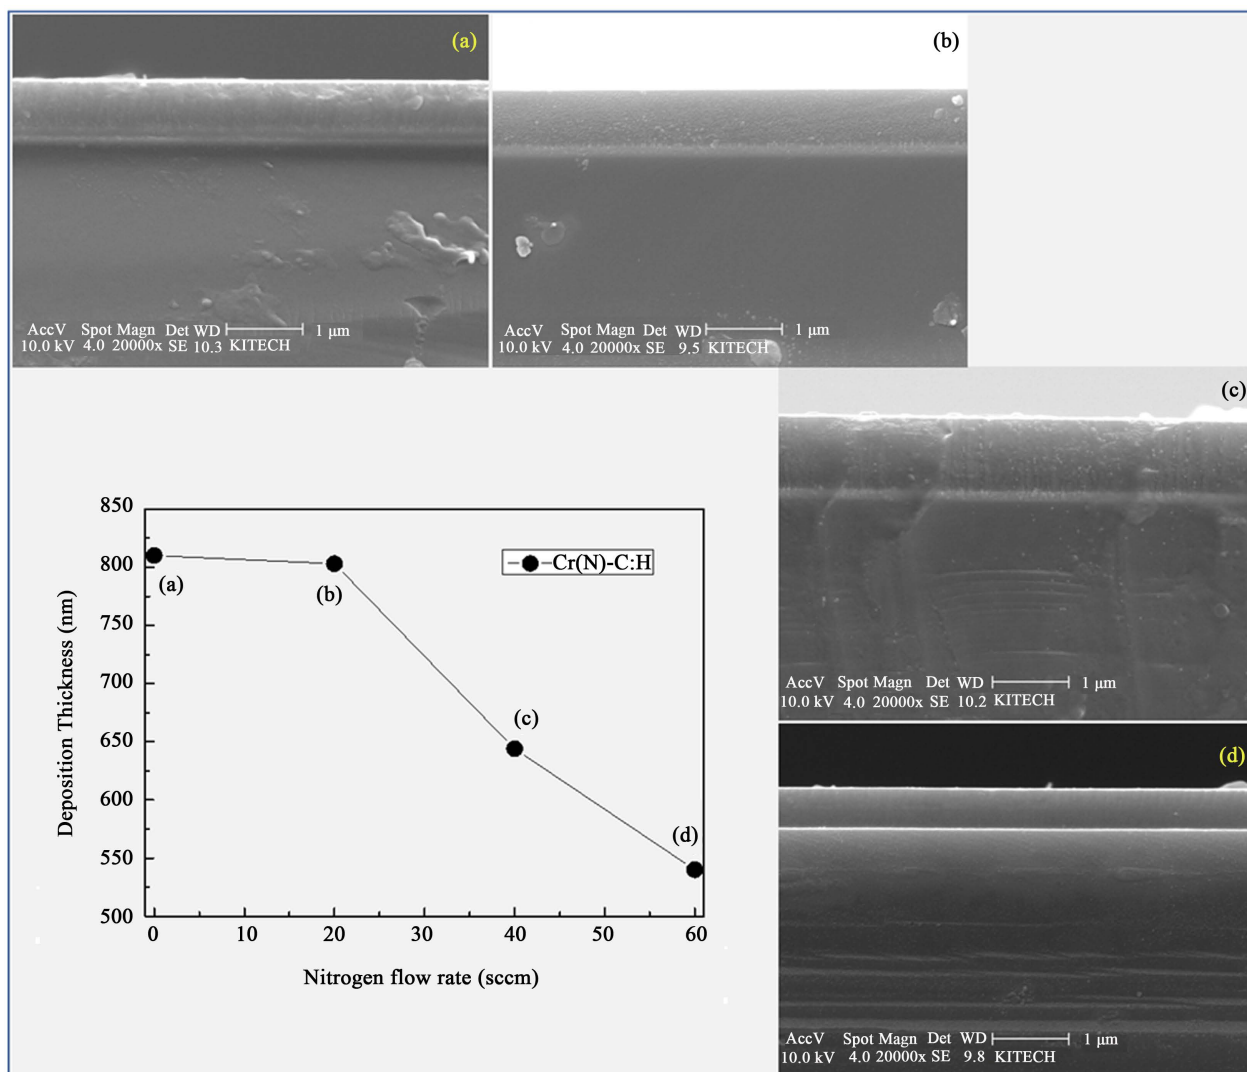 (a)
AccV Spot Magn Det WD 1 μm
10.0 kV 4.0 20000x SE 10.3 KITECH
(b)
AccV Spot Magn Det WD 1 μm
10.0 kV 4.0 20000x SE 9.5 KITECH
(c)
AccV Spot Magn Det WD 1 μm
10.0 kV 4.0 20000x SE 10.2 KITECH
(d)
AccV Spot Magn Det WD 1 μm
10.0 kV 4.0 20000x SE 9.8 KITECH
Deposition Thickness (nm)
850
800
750
700
650
600
550
500
Cr(N)-C:H
(a)
(b)
(c)
(d)
0 10 20 30 40 50 60
Nitrogen flow rate (sccm)